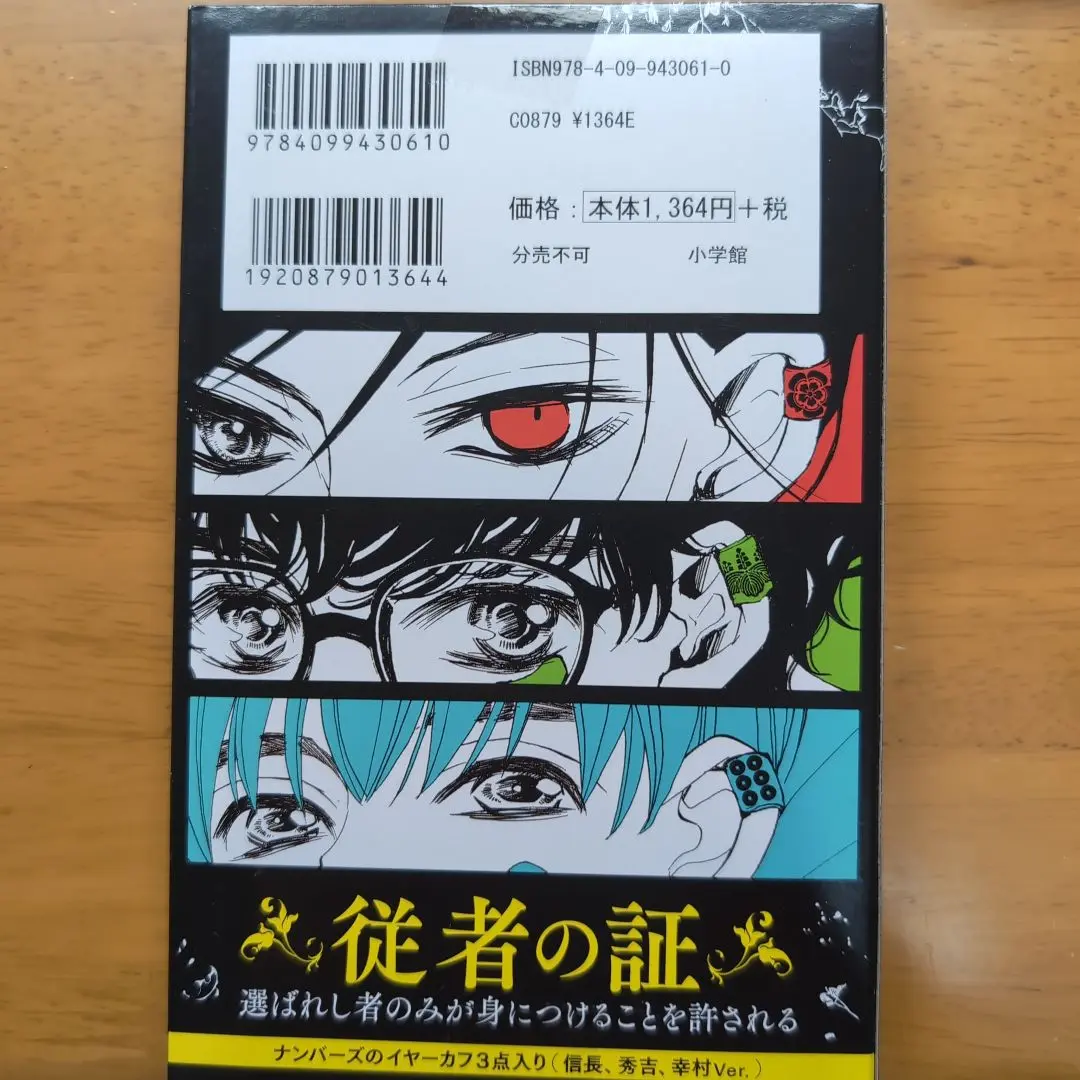 ISBN978-4-09-943061-0
C0879 ¥1364E
9784099430610
価格：本体1,364円＋税
分売不可 小学館
1920879013644
従者の証
選ばれし者のみが身につけることを許される
ナンバーズのイヤーカフ3点入り（信長、秀吉、幸村Ver.）